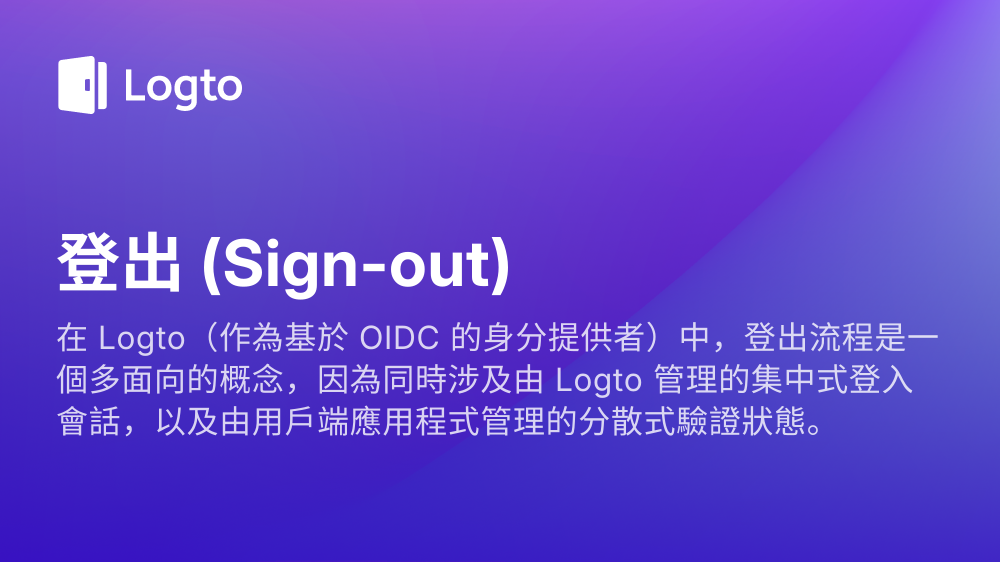 Logto
登出 (Sign-out)
在 Logto（作為基於 OIDC 的身分提供者）中，登出流程是一
個多面向的概念，因為同時涉及由 Logto 管理的集中式登入
會話，以及由用戶端應用程式管理的分散式驗證狀態。